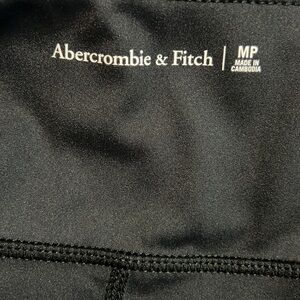 Abercrombie & Fitch | MP
MADE IN
CAMBODIA